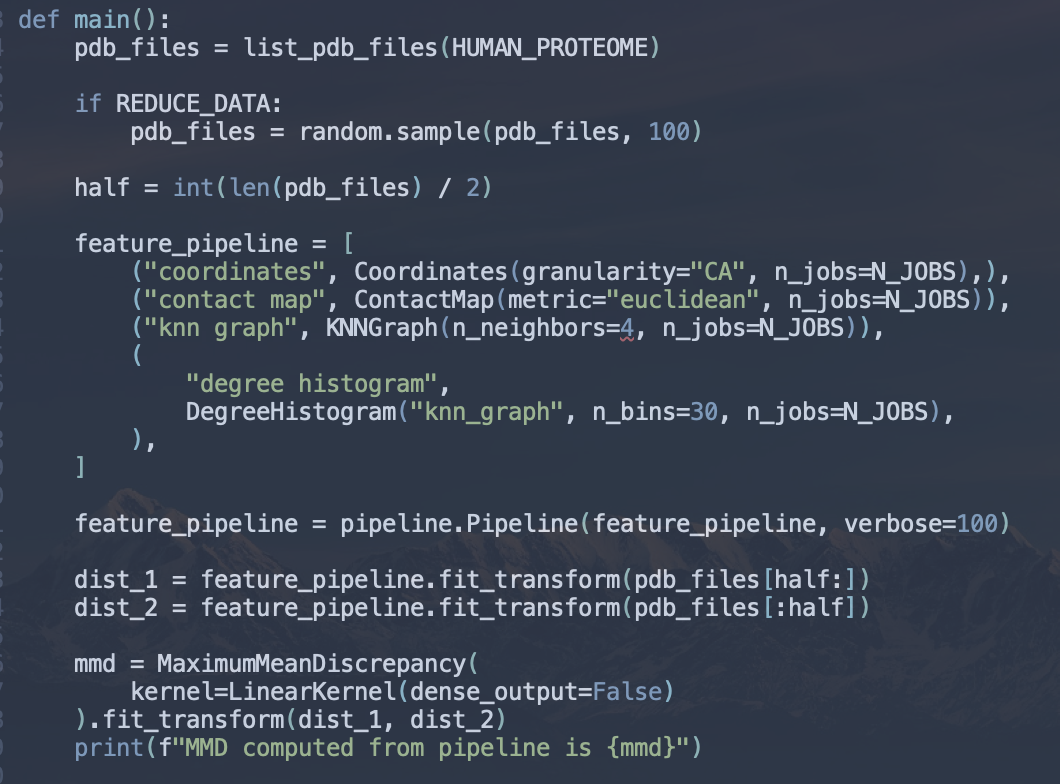 def main():
    pdb_files = list_pdb_files(HUMAN_PROTEOME)
    if REDUCE_DATA:
        pdb_files = random.sample(pdb_files, 100)
    half = int(len(pdb_files) / 2)
    feature_pipeline = [
        ("coordinates", Coordinates(granularity="CA", n_jobs=N_JOBS),),
        ("contact map", ContactMap(metric="euclidean", n_jobs=N_JOBS)),
        ("knn graph", KNNGraph(n_neighbors=4, n_jobs=N_JOBS)),
        (
            "degree histogram",
            DegreeHistogram("knn_graph", n_bins=30, n_jobs=N_JOBS),
        ),
    ]
    feature_pipeline = pipeline.Pipeline(feature_pipeline, verbose=100)
    dist_1 = feature_pipeline.fit_transform(pdb_files[half:])
    dist_2 = feature_pipeline.fit_transform(pdb_files[:half])
    mmd = MaximumMeanDiscrepancy(
        kernel=LinearKernel(dense_output=False)
    ).fit_transform(dist_1, dist_2)
    print(f"MMD computed from pipeline is {mmd}")